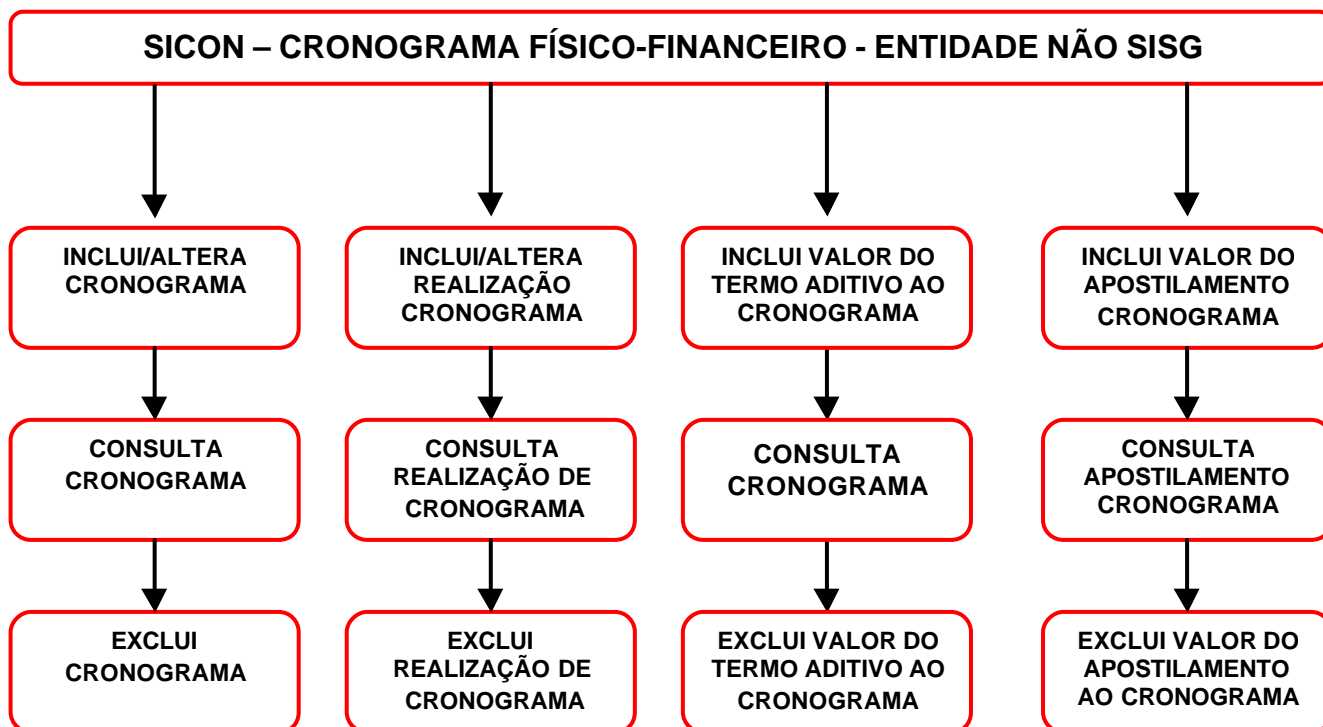 SICON – CRONOGRAMA FÍSICO-FINANCEIRO - ENTIDADE NÃO SISG
INCLUI/ALTERA
CRONOGRAMA
INCLUI/ALTERA
REALIZAÇÃO
CRONOGRAMA
INCLUI VALOR DO
TERMO ADITIVO AO
CRONOGRAMA
INCLUI VALOR DO
APOSTILAMENTO
CRONOGRAMA
CONSULTA
CRONOGRAMA
CONSULTA
REALIZAÇÃO DE
CRONOGRAMA
CONSULTA
CRONOGRAMA
CONSULTA
APOSTILAMENTO
CRONOGRAMA
EXCLUI
CRONOGRAMA
EXCLUI
REALIZAÇÃO DE
CRONOGRAMA
EXCLUI VALOR DO
TERMO ADITIVO AO
CRONOGRAMA
EXCLUI VALOR DO
APOSTILAMENTO
AO CRONOGRAMA